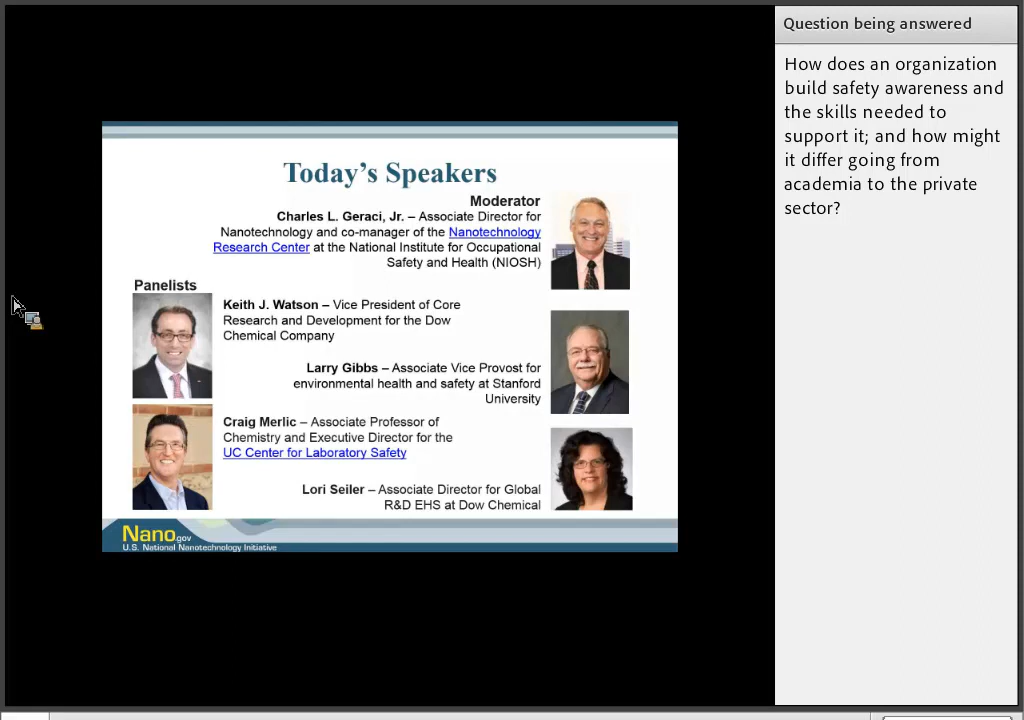 Today's Speakers
Moderator
Charles L. Geraci, Jr. – Associate Director for
Nanotechnology and co-manager of the Nanotechnology
Research Center at the National Institute for Occupational
Safety and Health (NIOSH)
Panelists
Keith J. Watson – Vice President of Core
Research and Development for the Dow
Chemical Company
Larry Gibbs – Associate Vice Provost for
environmental health and safety at Stanford
University
Craig Merlic – Associate Professor of
Chemistry and Executive Director for the
UC Center for Laboratory Safety
Lori Seiler – Associate Director for Global
R&D EHS at Dow Chemical
Nano.gov
U.S. National Nanotechnology Initiative
Question being answered
How does an organization
build safety awareness and
the skills needed to
support it; and how might
it differ going from
academia to the private
sector?